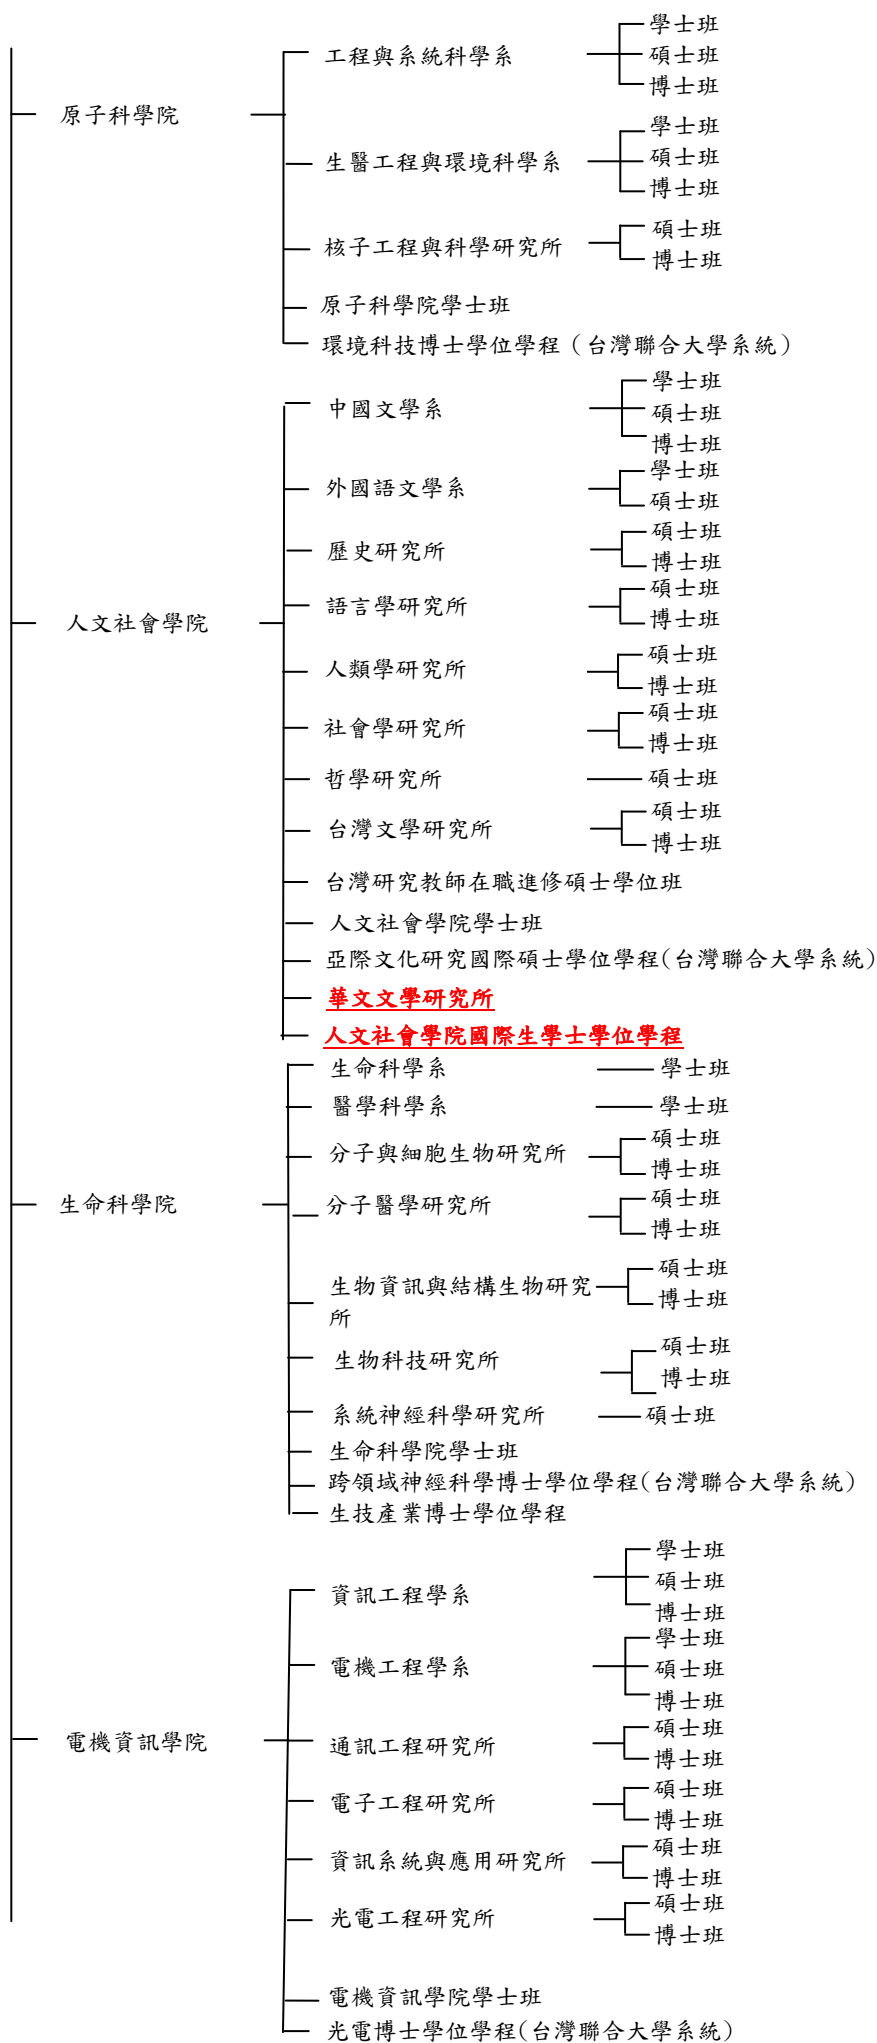 原子科學院
工程與系統科學系
學士班
碩士班
博士班
生醫工程與環境科學系
學士班
碩士班
博士班
核子工程與科學研究所
碩士班
博士班
原子科學院學士班
環境科技博士學位學程（台灣聯合大學系統）
人文社會學院
中國文學系
學士班
碩士班
博士班
外國語文學系
學士班
碩士班
歷史研究所
碩士班
博士班
語言學研究所
碩士班
博士班
人類學研究所
碩士班
博士班
社會學研究所
碩士班
博士班
哲學研究所
碩士班
台灣文學研究所
碩士班
博士班
台灣研究教師在職進修碩士學位班
人文社會學院學士班
亞際文化研究國際碩士學位學程(台灣聯合大學系統)
華文文學研究所
人文社會學院國際生學士學位學程
生命科學院
生命科學系
學士班
醫學科學系
學士班
分子與細胞生物研究所
碩士班
博士班
分子醫學研究所
碩士班
博士班
生物資訊與結構生物研究
所
碩士班
博士班
生物科技研究所
碩士班
博士班
系統神經科學研究所
碩士班
生命科學院學士班
跨領域神經科學博士學位學程(台灣聯合大學系統)
生技產業博士學位學程
電機資訊學院
資訊工程學系
學士班
碩士班
博士班
電機工程學系
學士班
碩士班
博士班
通訊工程研究所
碩士班
博士班
電子工程研究所
碩士班
博士班
資訊系統與應用研究所
碩士班
博士班
光電工程研究所
碩士班
博士班
電機資訊學院學士班
光電博士學位學程(台灣聯合大學系統)